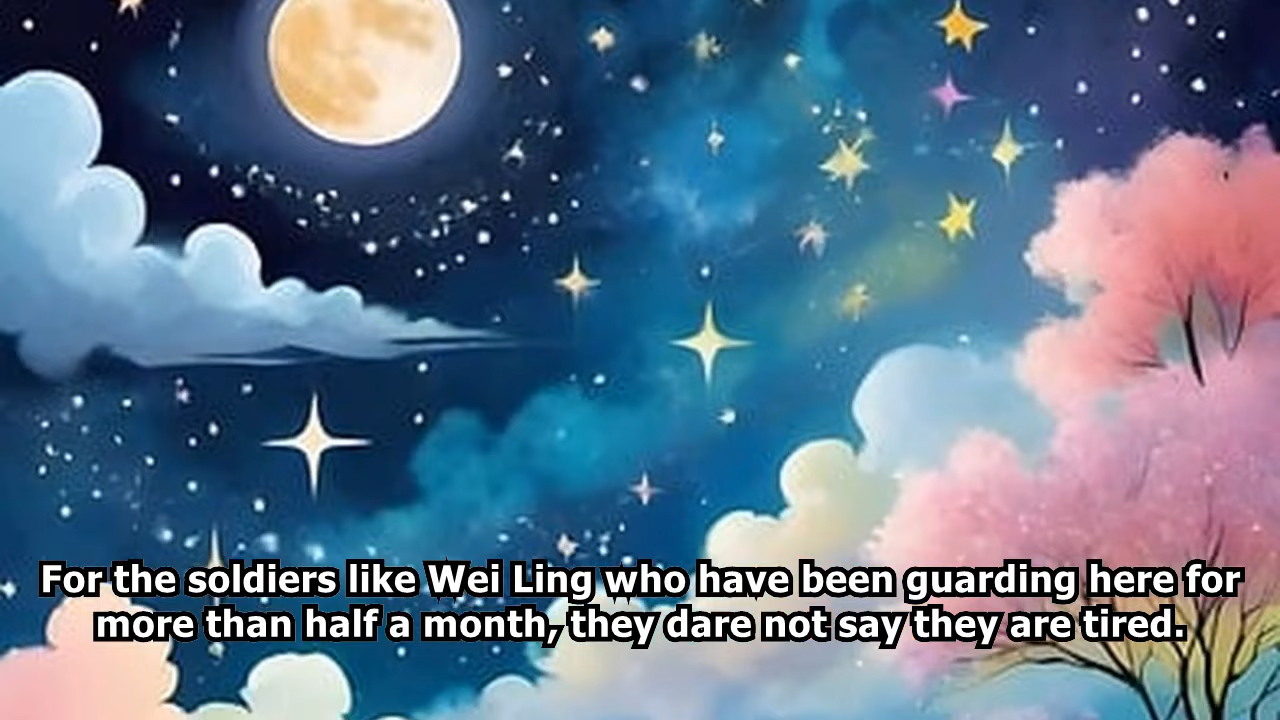 For the soldiers like Wei Ling who have been guarding here for
more than half a month, they dare not say they are tired.